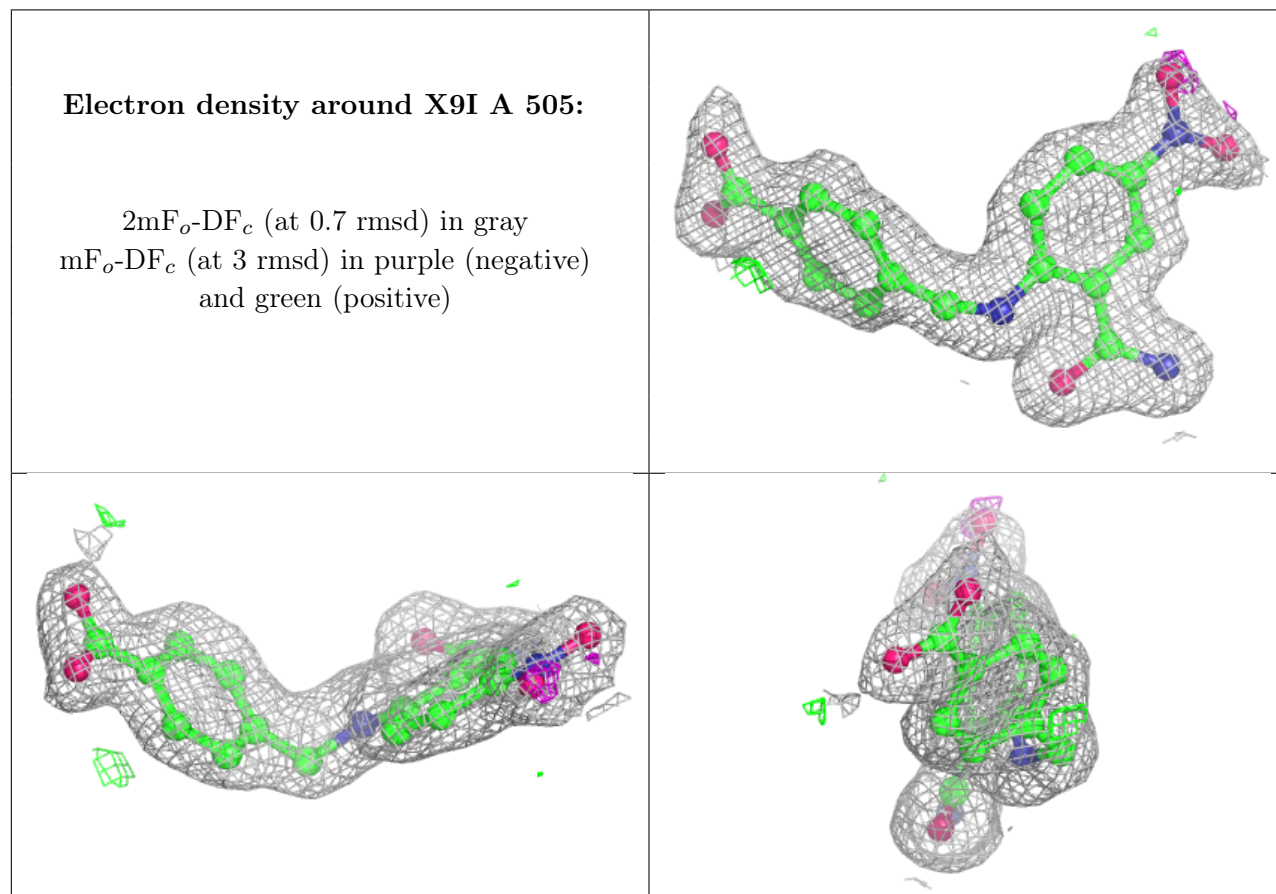 Electron density around X9I A 505:
2mFo-DFc (at 0.7 rmsd) in gray
mFo-DFc (at 3 rmsd) in purple (negative)
and green (positive)